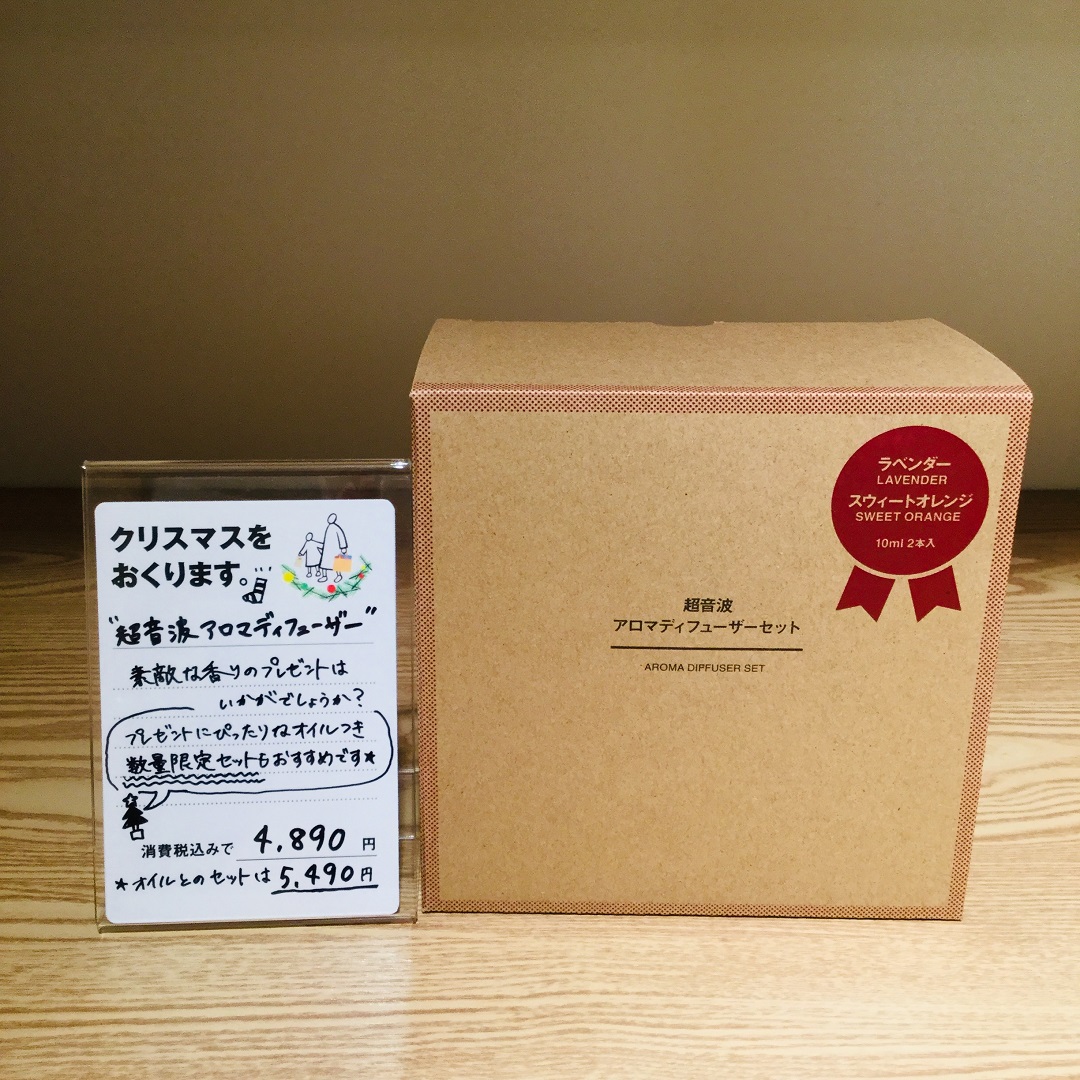 クリスマスを
おくります。
"超音波アロマディフューザー"
素敵な香りのプレゼントは
いかがでしょうか?
プレゼントにぴったりなオイルつき
数量限定セットもおすすめです★
消費税込みで 4,890 円
★オイルとのセットは 5,490円
ラベンダー
LAVENDER
スウィートオレンジ
SWEET ORANGE
10ml 2本入
超音波
アロマディフューザーセット
AROMA DIFFUSER SET